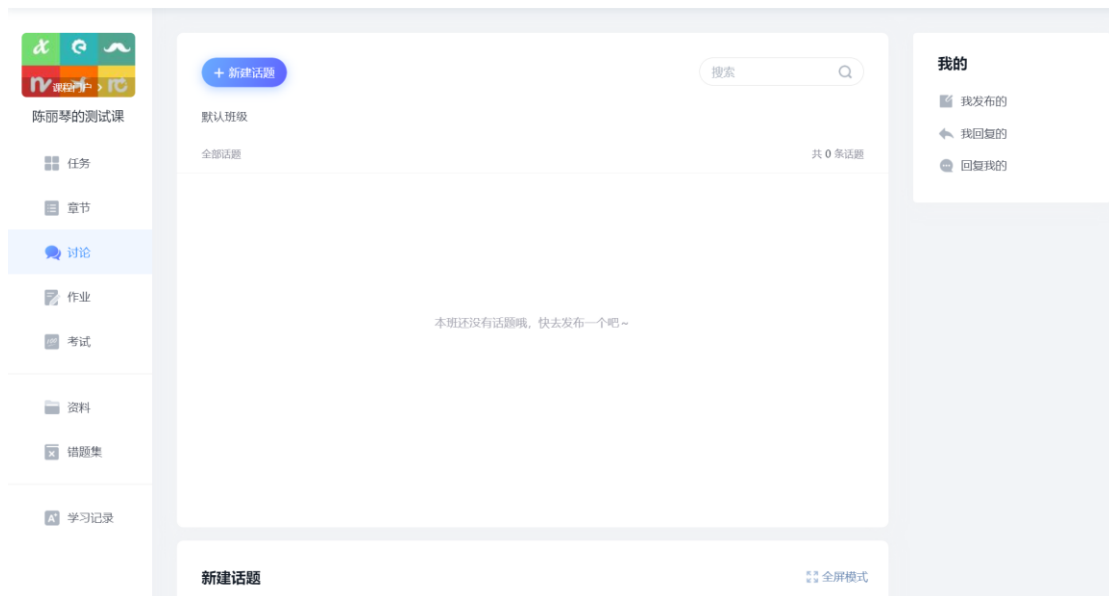 课程门户 >
陈丽琴的测试课
任务
章节
讨论
作业
考试
资料
错题集
学习记录
+ 新建话题
搜索
默认班级
全部话题
共 0 条话题
本班还没有话题哦，快去发布一个吧~
新建话题
全屏模式
我的
我发布的
我回复的
回复我的